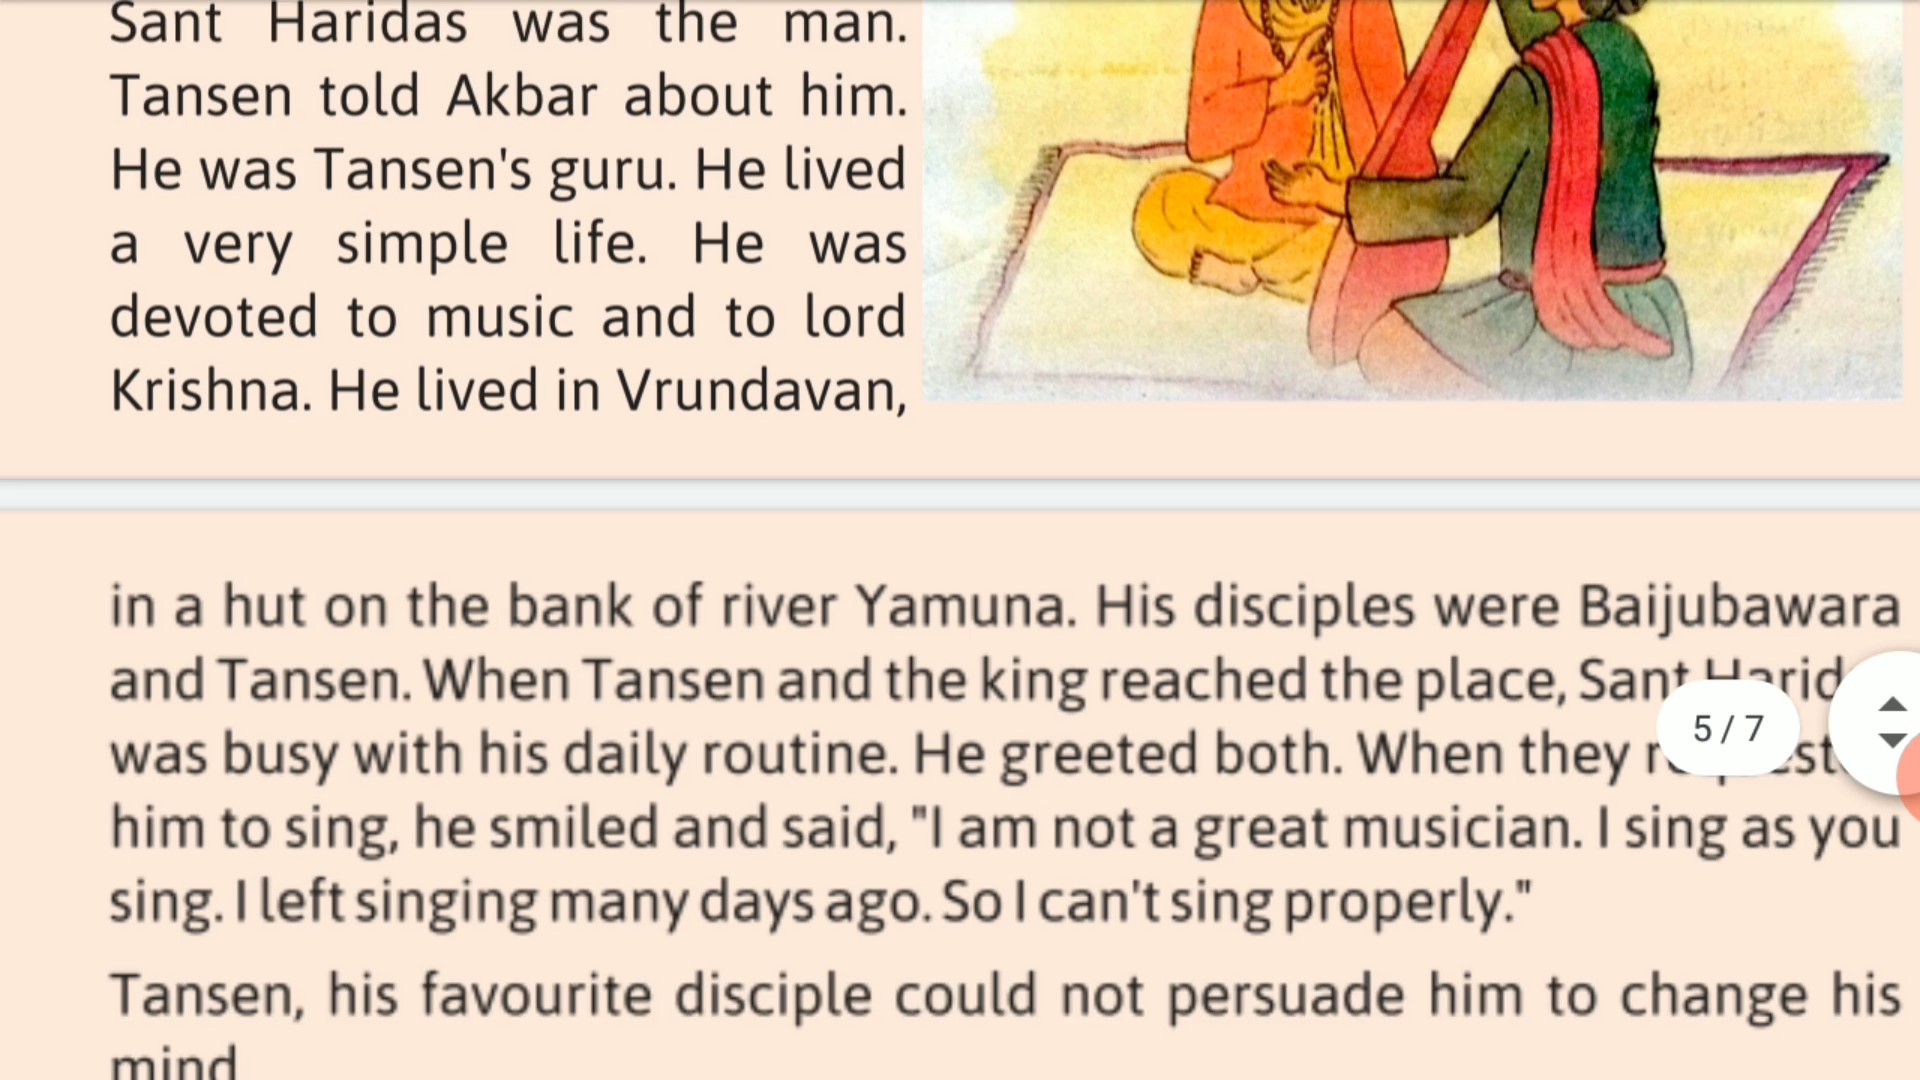 Sant Haridas was the man.
Tansen told Akbar about him.
He was Tansen's guru. He lived
a very simple life. He was
devoted to music and to lord
Krishna. He lived in Vrundavan,
in a hut on the bank of river Yamuna. His disciples were Baijubawara
and Tansen. When Tansen and the king reached the place, Sant
was busy with his daily routine. He greeted both. When they
5 / 7
him to sing, he smiled and said, "I am not a great musician. I sing as you
sing. I left singing many days ago. So I can't sing properly."
Tansen, his favourite disciple could not persuade him to change his
mind